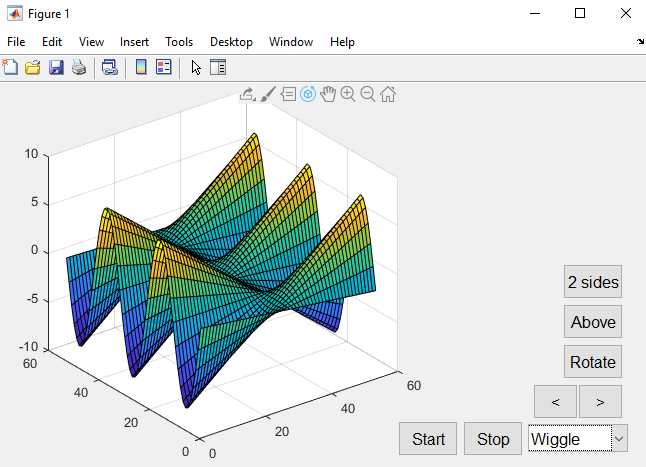 Figure 1
File Edit View Insert Tools Desktop Window Help
10
5
0
-5
-10
60
40
20
0
0
20
40
60
2 sides
Above
Rotate
< >
Start Stop Wiggle